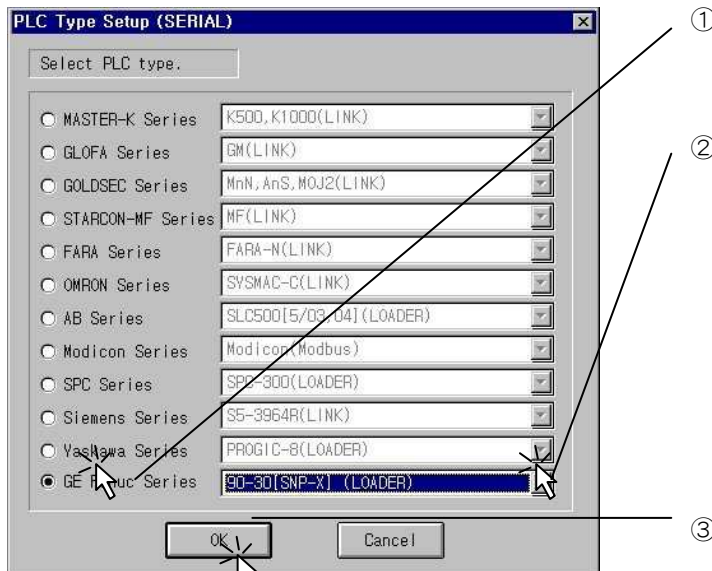 PLC Type Setup (SERIAL)
①
Select PLC type.
MASTER-K Series K500,K1000(LINK)
GLOFA Series GM(LINK)
②
GOLDSEC Series MnN,AnS,MOJ2(LINK)
STARCON-MF Series MF(LINK)
FARA Series FARA-N(LINK)
OMRON Series SYSMAC-C(LINK)
AB Series SLC500[5/03,04](LOADER)
Modicon Series Modicon(Modbus)
SPC Series SPC-300(LOADER)
Siemens Series S5-3964R(LINK)
Yaskawa Series PROGIC-8(LOADER)
GE Fanuc Series 90-30[SNP-X] (LOADER)
OK Cancel
③